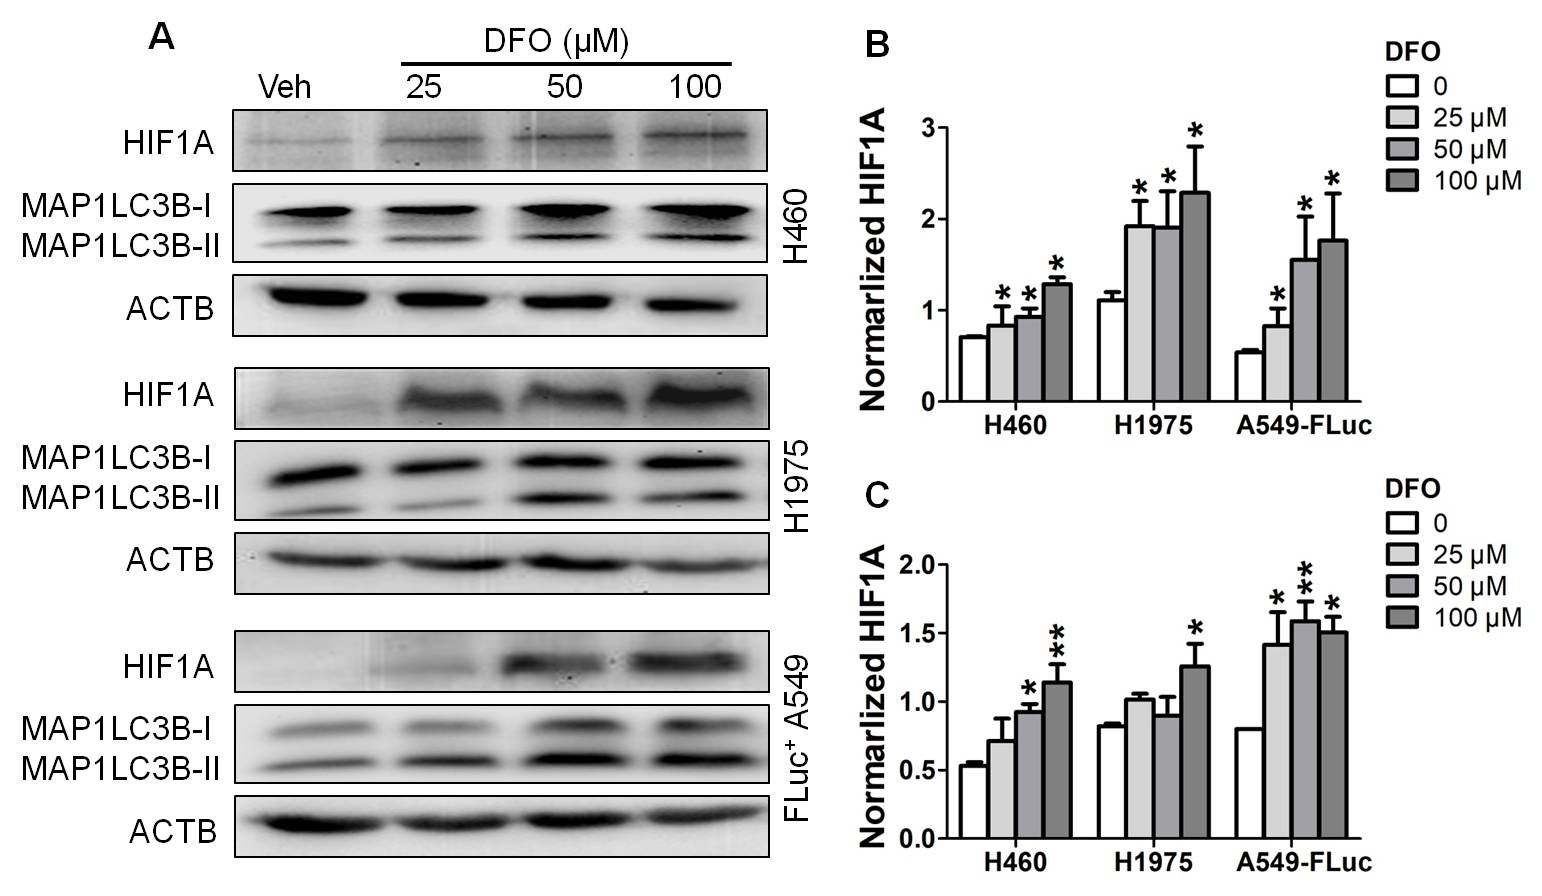 A
DFO (µM)
Veh 25 50 100
HIF1A
MAP1LC3B-I
MAP1LC3B-II
ACTB
H460
HIF1A
MAP1LC3B-I
MAP1LC3B-II
ACTB
H1975
HIF1A
MAP1LC3B-I
MAP1LC3B-II
ACTB
FLuc⁺ A549
B
Normarlized HIF1A
3
2
1
0
* * *
* * *
* * *
H460 H1975 A549-FLuc
DFO
0
25 µM
50 µM
100 µM
C
Normarlized HIF1A
2.0
1.5
1.0
0.5
0.0
* **
*
* ** *
H460 H1975 A549-FLuc
DFO
0
25 µM
50 µM
100 µM